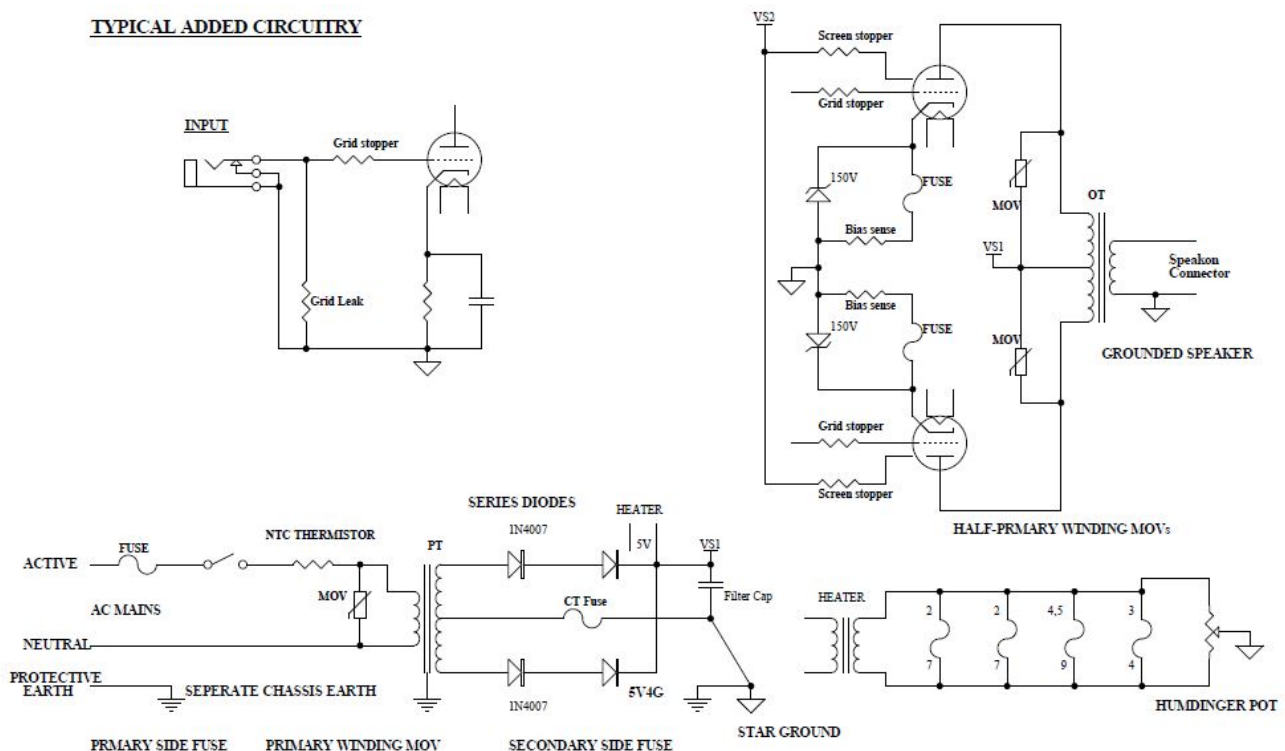 TYPICAL ADDED CIRCUITRY
INPUT
Grid stopper
Grid Leak
VS2
Screen stopper
Grid stopper
150V
FUSE
Bias sense
MOV
OT
VS1
Speakon
Connector
Bias sense
150V
FUSE
MOV
GROUNDED SPEAKER
Grid stopper
Screen stopper
HALF-PRMARY WINDING MOVs
SERIES DIODES
HEATER
1N4007
5V
VS1
NTC THERMISTOR
FUSE
PT
ACTIVE
MOV
Filter Cap
AC MAINS
CT Fuse
NEUTRAL
PROTECTIVE
EARTH
SEPERATE CHASSIS EARTH
1N4007
5V4G
STAR GROUND
HEATER
2 2 4,5 3
7 7 9 4
HUMDINGER POT
PRMARY SIDE FUSE
PRIMARY WINDING MOV
SECONDARY SIDE FUSE